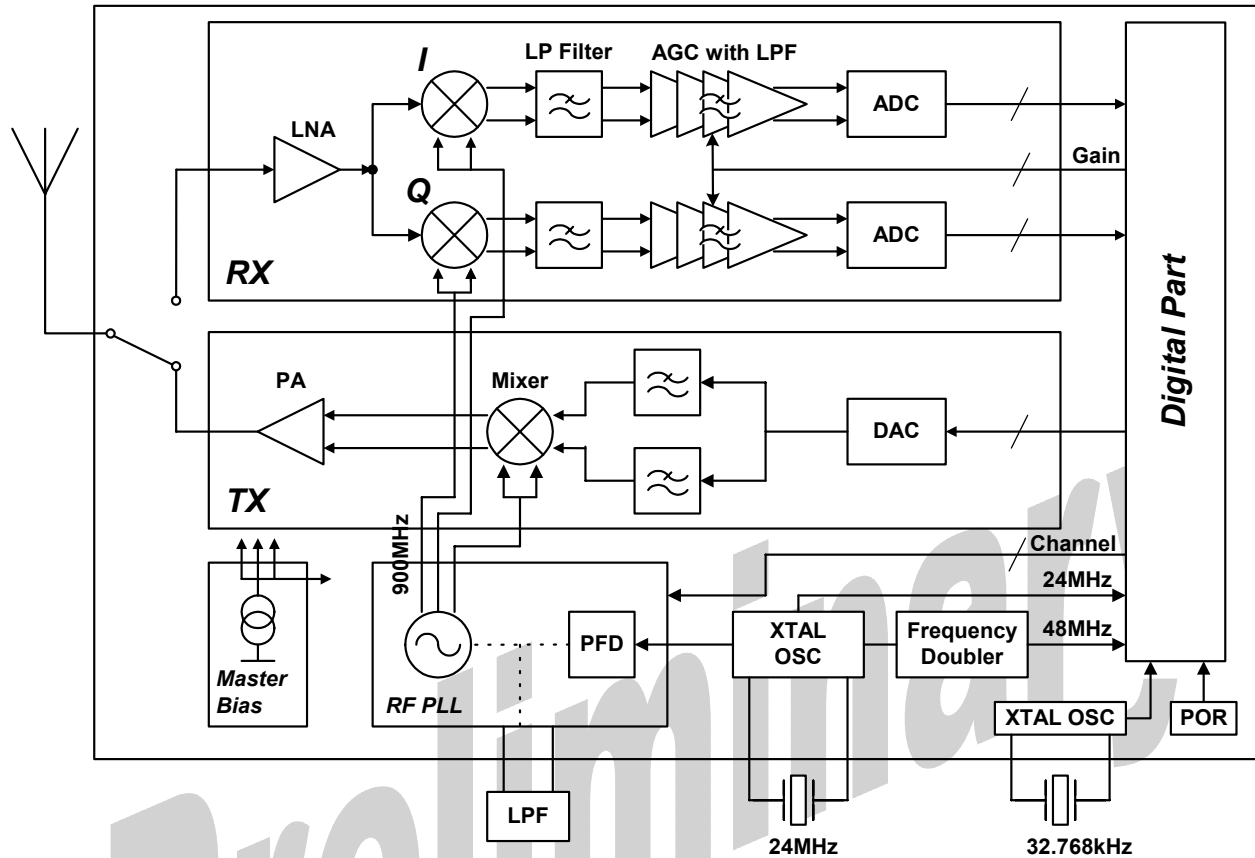 I
LP Filter
AGC with LPF
ADC
LNA
Gain
Q
ADC
RX
Digital Part
PA
Mixer
DAC
TX
900MHz
Channel
24MHz
XTAL
OSC
Frequency
Doubler
48MHz
PFD
Master
Bias
RF PLL
XTAL OSC
POR
LPF
24MHz
32.768kHz
Preliminary